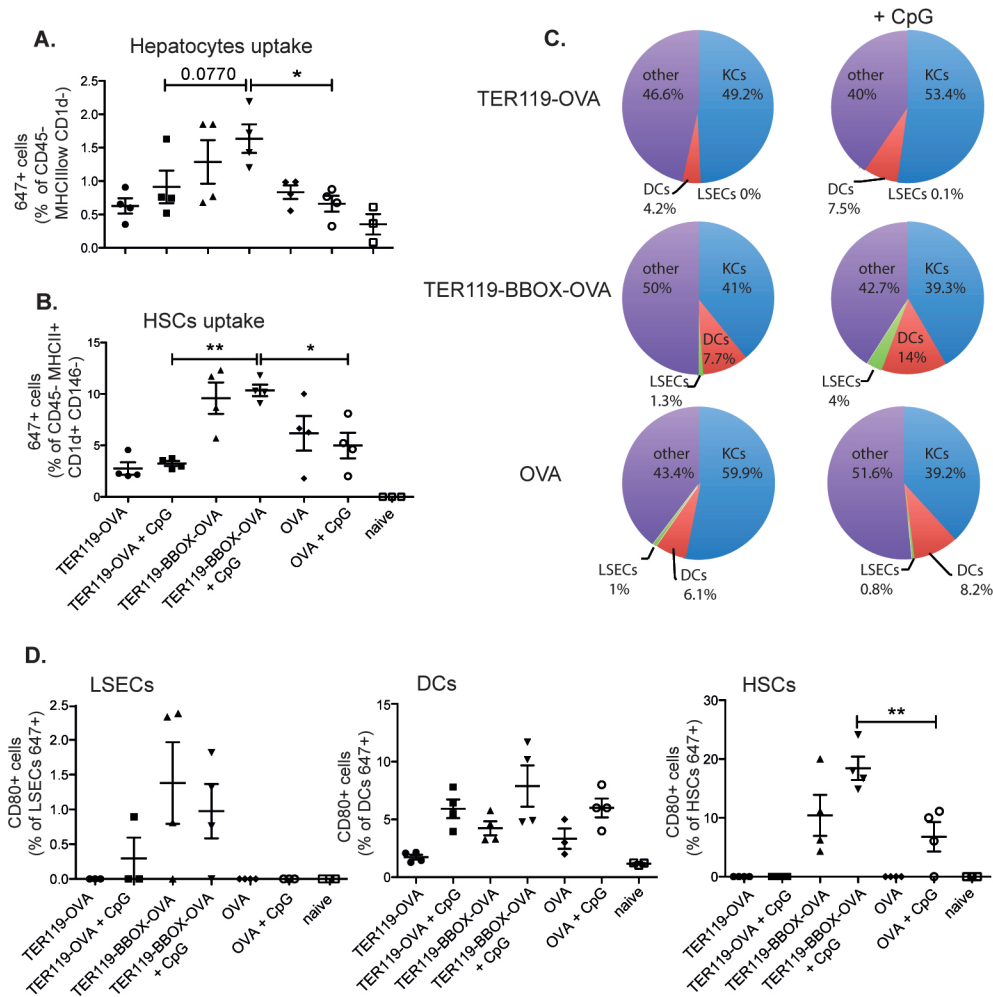 A.
Hepatocytes uptake
647+ cells
(% of CD45-
MHCIIlow CD1d-)
2.5
2.0
1.5
1.0
0.5
0.0
0.0770
*
B.
HSCs uptake
647+ cells
(% of CD45- MHCII+
CD1d+ CD146-)
15
10
5
0
**
*
TER119-OVA
TER119-OVA + CpG
TER119-BBOX-OVA
TER119-BBOX-OVA
+ CpG
OVA
OVA + CpG
naive
C.
+ CpG
TER119-OVA
other
46.6%
KCs
49.2%
DCs
4.2%
LSECs 0%
other
40%
KCs
53.4%
DCs
7.5%
LSECs 0.1%
TER119-BBOX-OVA
other
50%
KCs
41%
DCs
7.7%
LSECs
1.3%
other
42.7%
KCs
39.3%
DCs
14%
LSECs
4%
OVA
other
43.4%
KCs
59.9%
LSECs
1%
DCs
6.1%
other
51.6%
KCs
39.2%
LSECs
0.8%
DCs
8.2%
D.
LSECs
CD80+ cells
(% of LSECs 647+)
2.5
2.0
1.5
1.0
0.5
0.0
TER119-OVA
TER119-OVA + CpG
TER119-BBOX-OVA
TER119-BBOX-OVA
+ CpG
OVA
OVA + CpG
naive
DCs
CD80+ cells
(% of DCs 647+)
15
10
5
0
TER119-OVA
TER119-OVA + CpG
TER119-BBOX-OVA
TER119-BBOX-OVA
+ CpG
OVA
OVA + CpG
naive
HSCs
CD80+ cells
(% of HSCs 647+)
30
20
10
0
**
TER119-OVA
TER119-OVA + CpG
TER119-BBOX-OVA
TER119-BBOX-OVA
+ CpG
OVA
OVA + CpG
naive